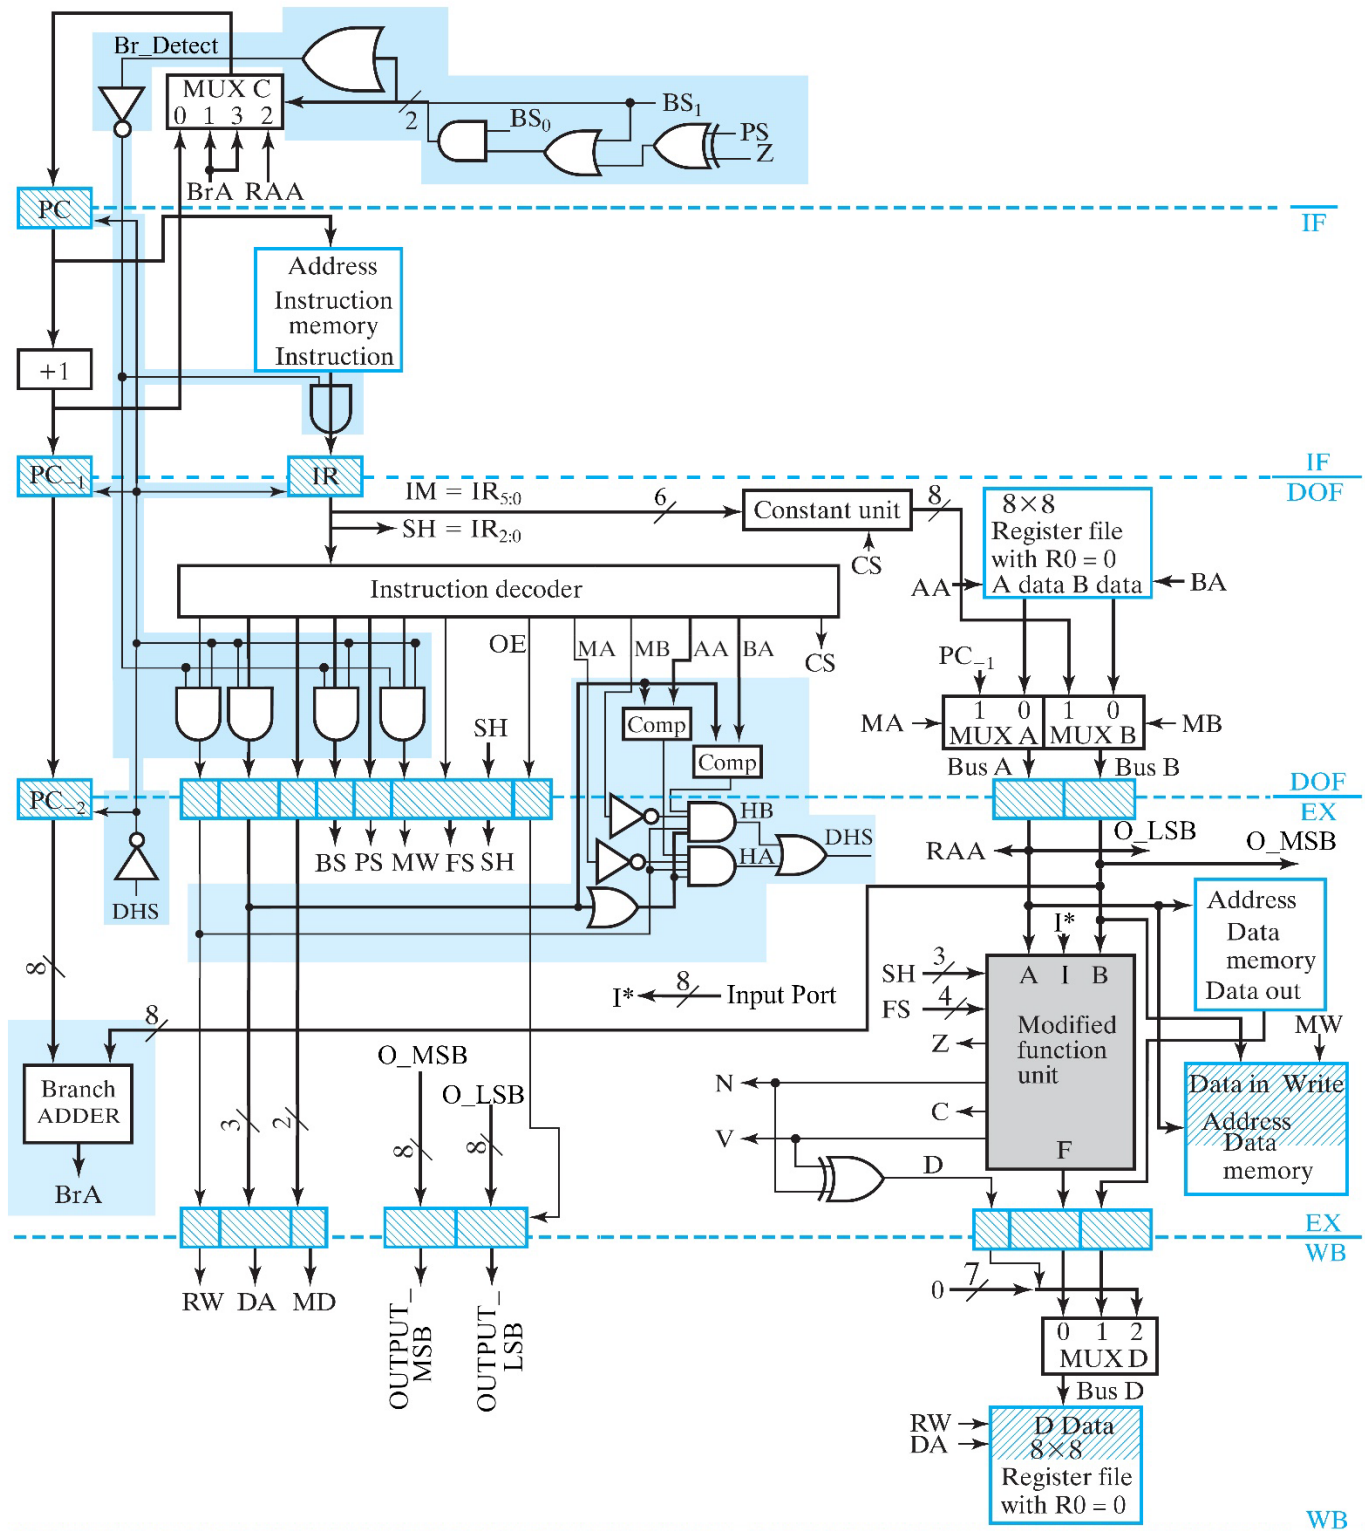 Br_Detect
MUX C
0 1 3 2
2
BS1
BS0
PS
Z
BrA RAA
PC
IF
Address
Instruction
memory
Instruction
+1
PC−1
IR
IF
DOF
IM = IR5:0
6
SH = IR2:0
Constant unit
8
CS
8×8
Register file
with R0 = 0
A data B data
AA
BA
Instruction decoder
OE
MA
MB
AA
BA
CS
PC−1
MA
1 0 1 0
MUX A MUX B
MB
Comp
Comp
SH
Bus A
Bus B
PC−2
DOF
EX
HB
HA
DHS
BS PS MW FS SH
RAA
O_LSB
O_MSB
DHS
Address
Data
memory
Data out
I*
8
I*
8
Input Port
SH
3
FS
4
A I B
Modified
function
unit
Z
N
C
V
F
MW
Data in Write
Address
Data
memory
8
Branch
ADDER
BrA
3
2
O_MSB
O_LSB
8
8
D
EX
WB
RW DA MD
OUTPUT_
MSB
OUTPUT_
LSB
0
7
0 1 2
MUX D
Bus D
RW
DA
D Data
8×8
Register file
with R0 = 0
WB